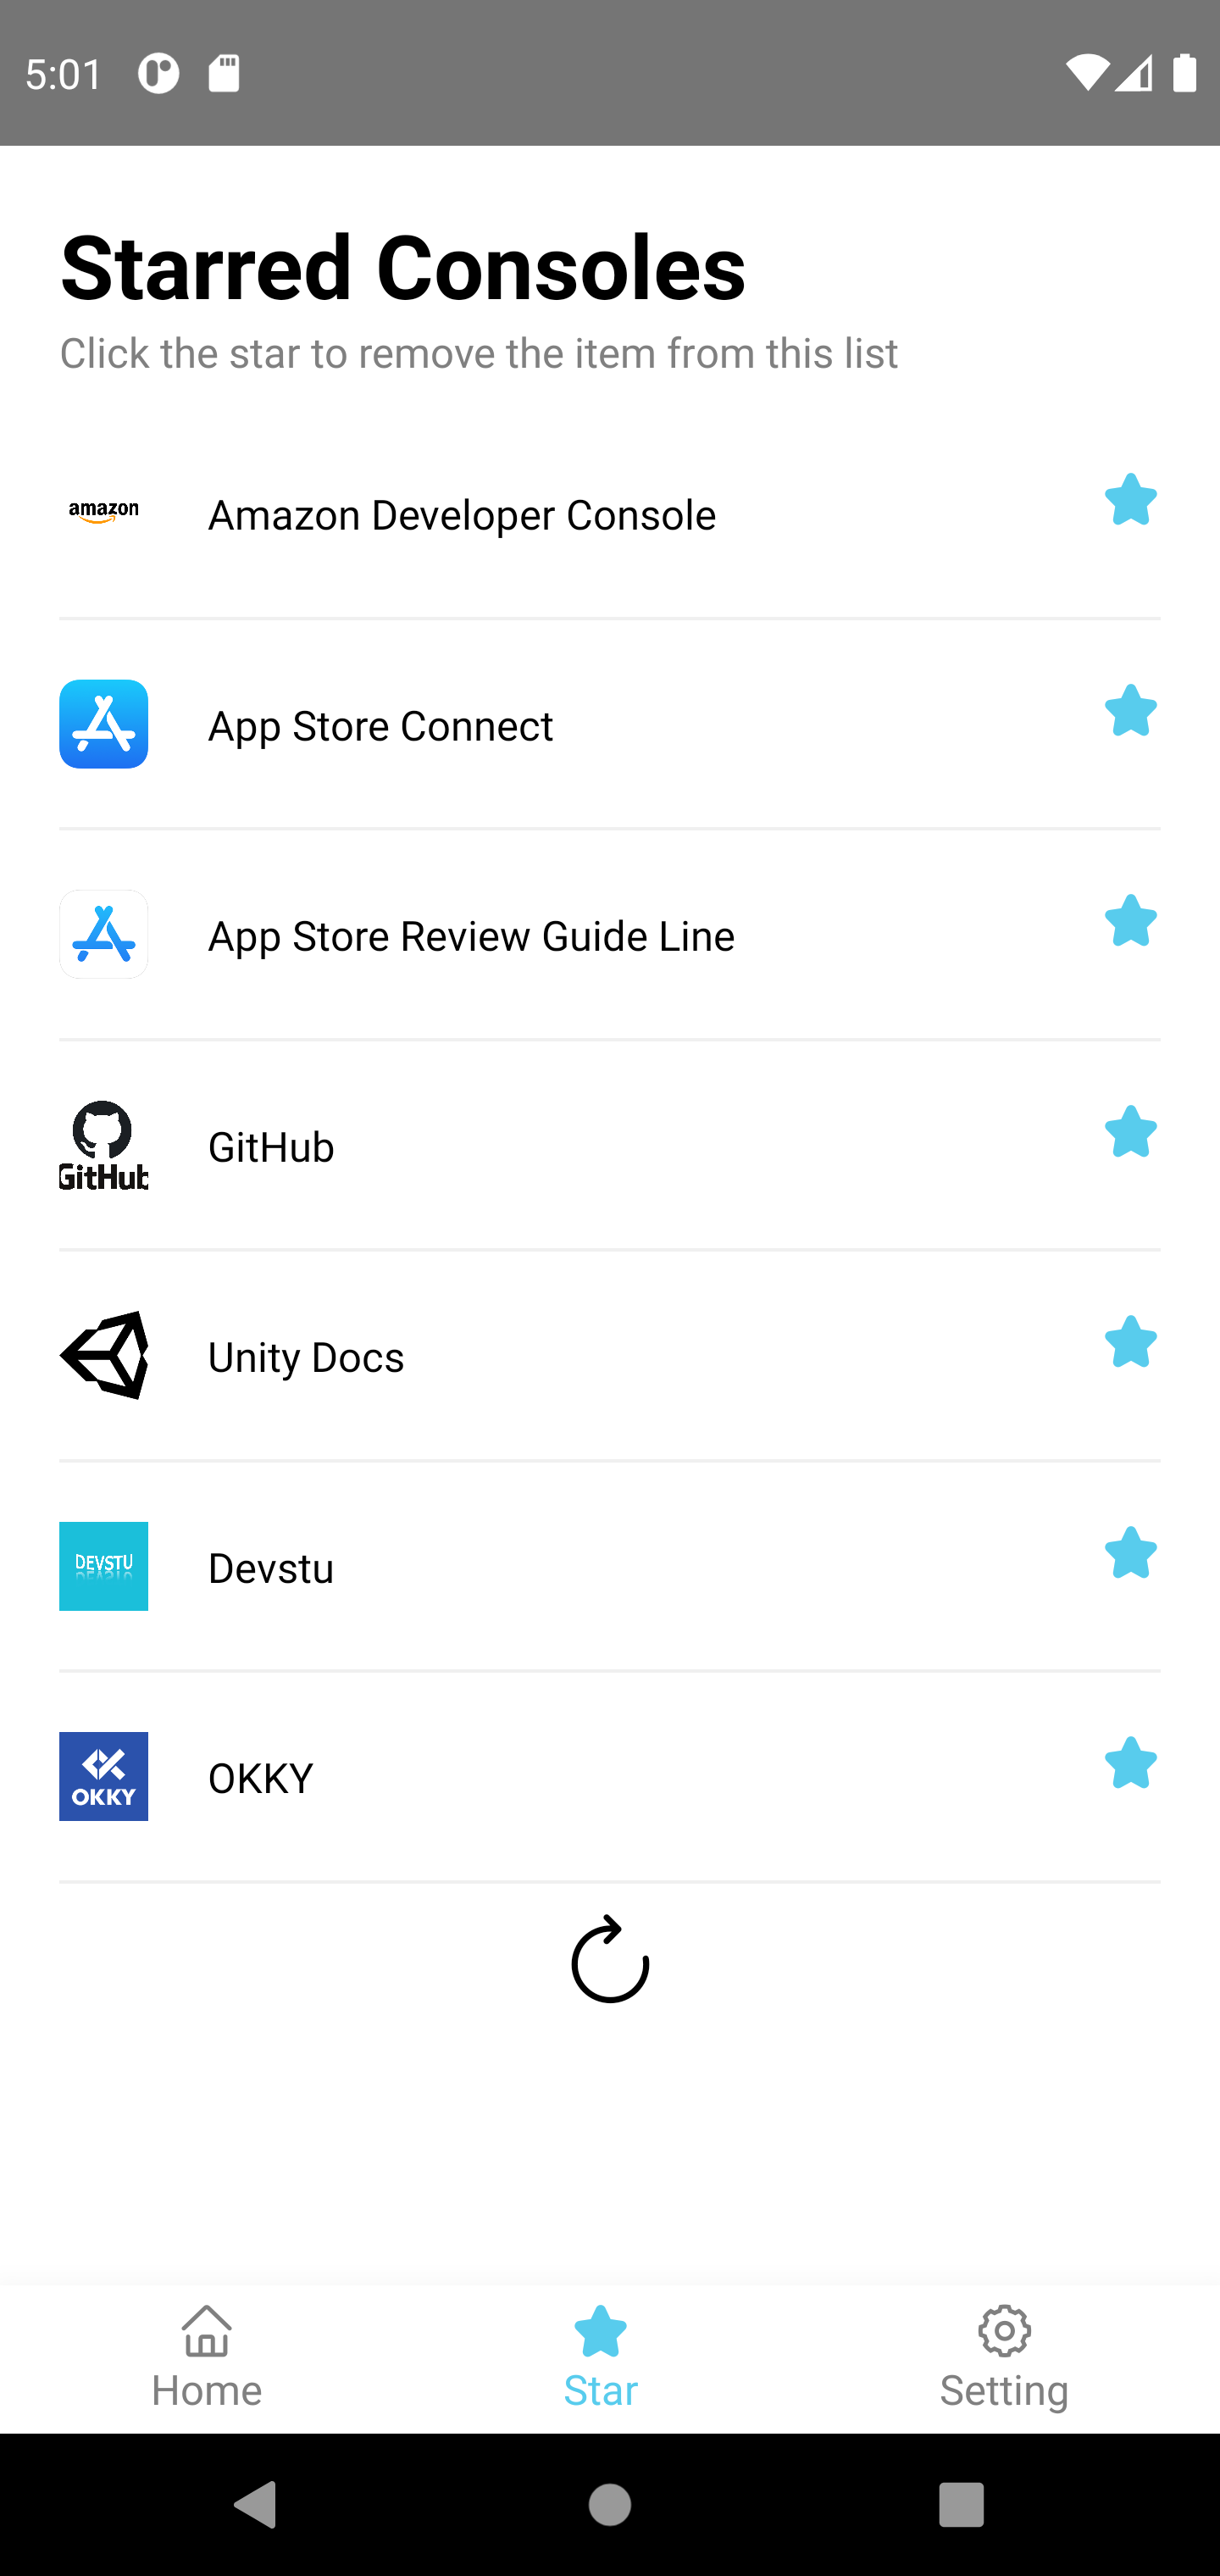 5:01
Starred Consoles
Click the star to remove the item from this list
amazon
Amazon Developer Console
App Store Connect
App Store Review Guide Line
GitHub
GitHub
Unity Docs
DEVSTU
Devstu
OKKY
OKKY
Home
Star
Setting